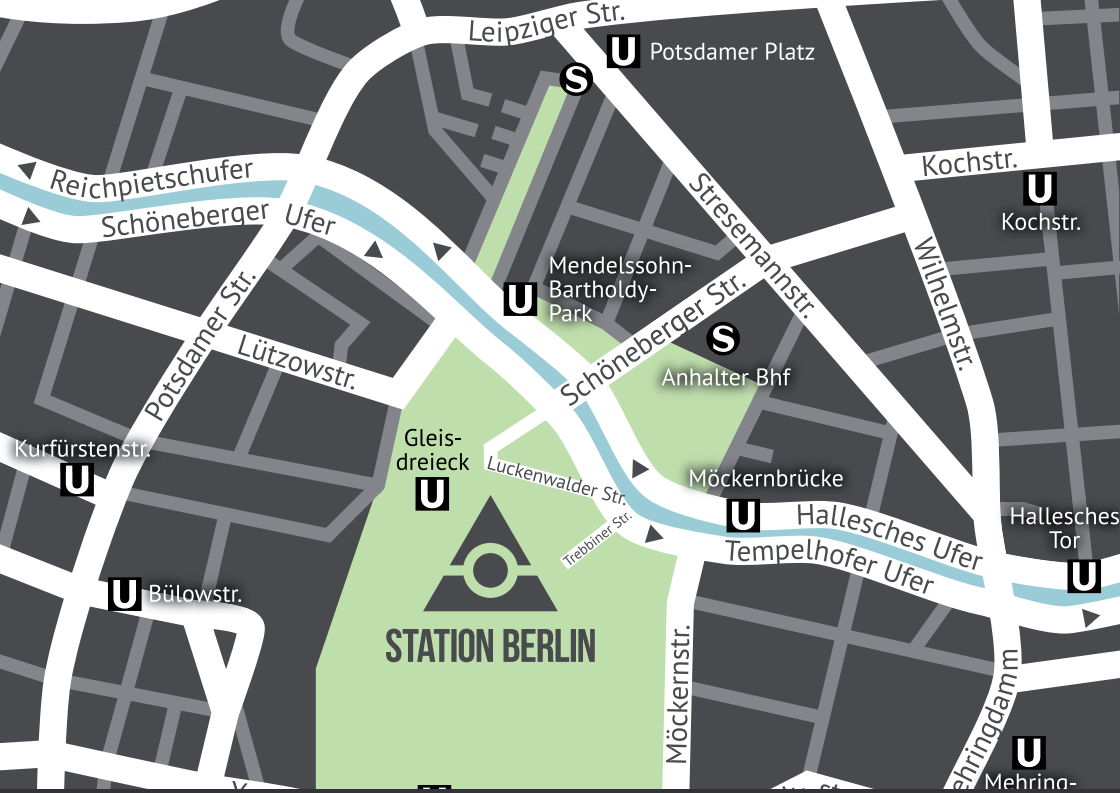 Leipziger Str.
U Potsdamer Platz
S
Reichpietschufer
Schöneberger Ufer
Kochstr.
U
Kochstr.
Stresemannstr.
Wilhelmstr.
Mendelssohn-
U Bartholdy-
Park
Schöneberger Str.
S
Anhalter Bhf
Potsdamer Str.
Lützowstr.
Kurfürstenstr.
U
Gleis-
dreieck
U
Luckenwalder Str.
Trebbiner Str.
Möckernbrücke
U
Hallesches Ufer
Tempelhofer Ufer
Hallesches
Tor
U
U Bülowstr.
STATION BERLIN
Möckernstr.
ehringdamm
U
Mehring-